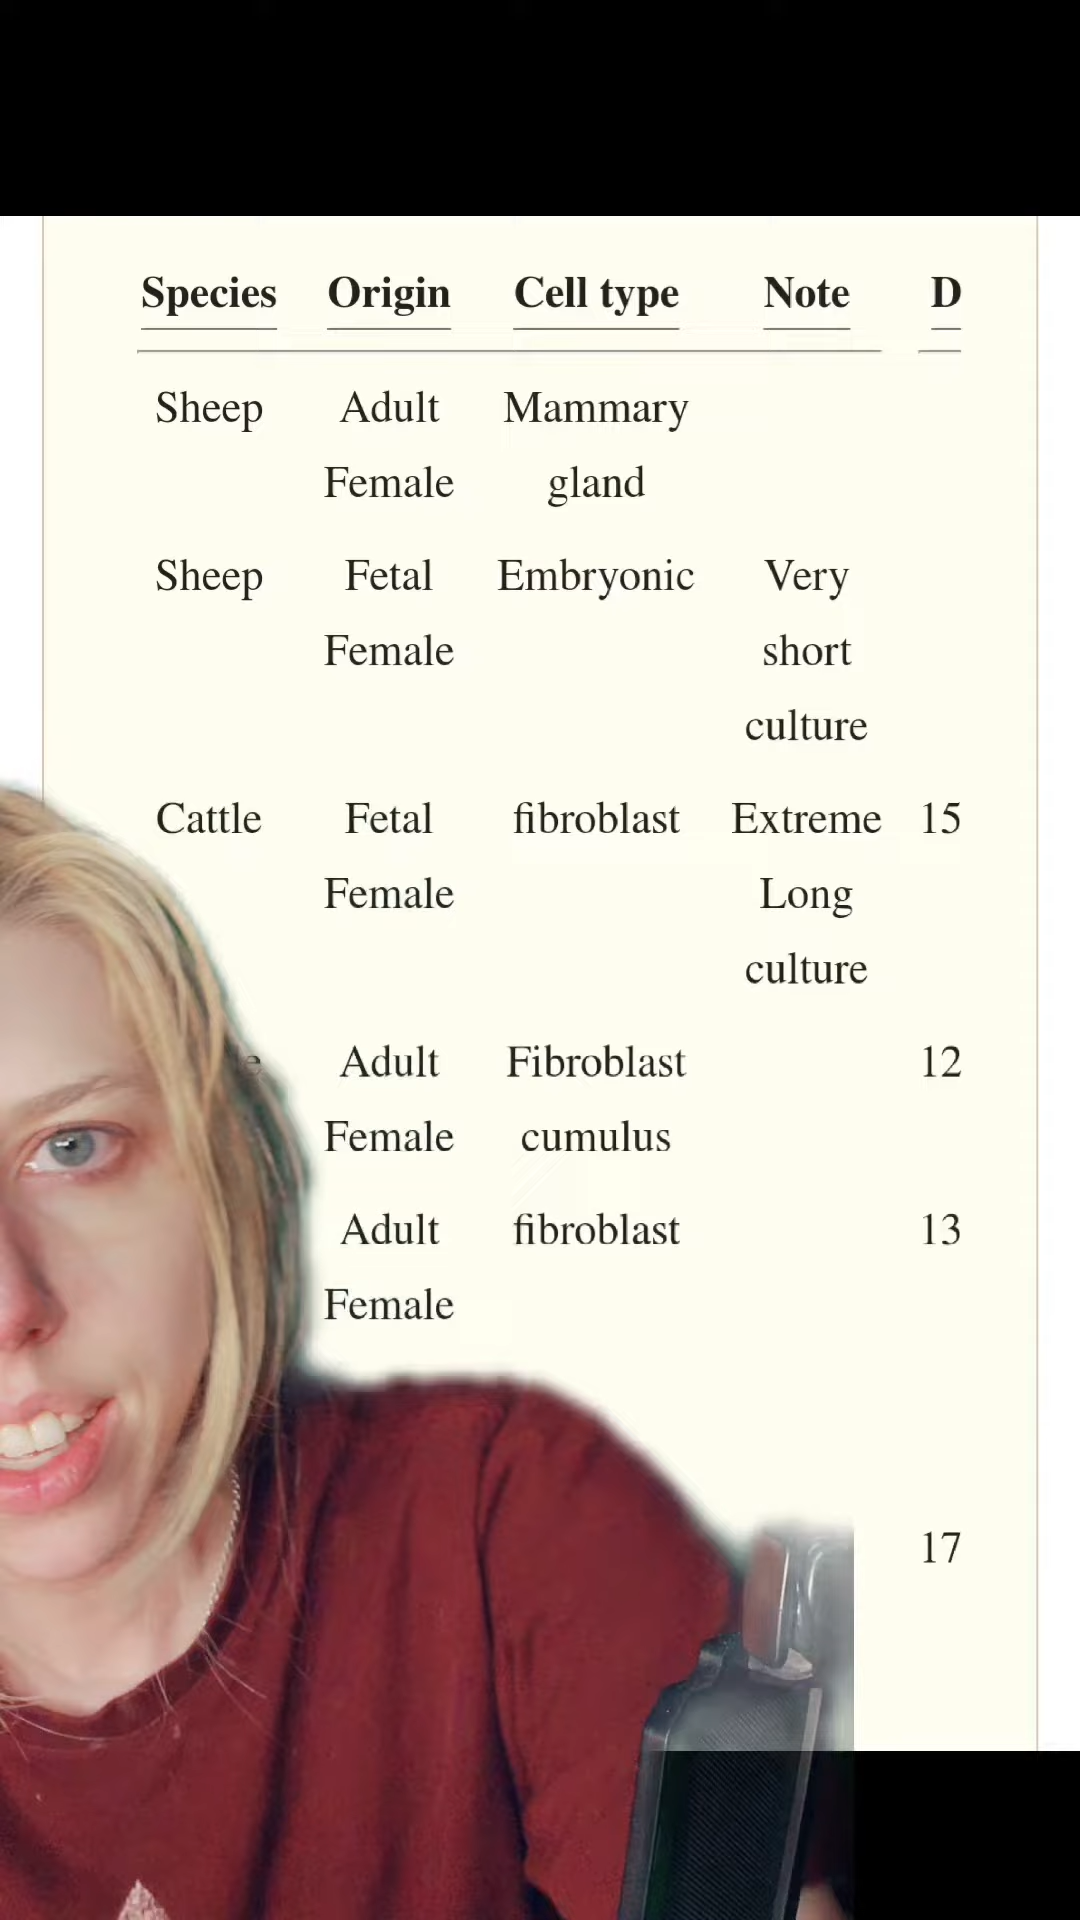 Species Origin Cell type Note D
Sheep Adult Mammary
Female gland
Sheep Fetal Embryonic Very
Female short
culture
Cattle Fetal fibroblast Extreme 15
Female Long
culture
Adult Fibroblast 12
Female cumulus
Adult fibroblast 13
Female
17